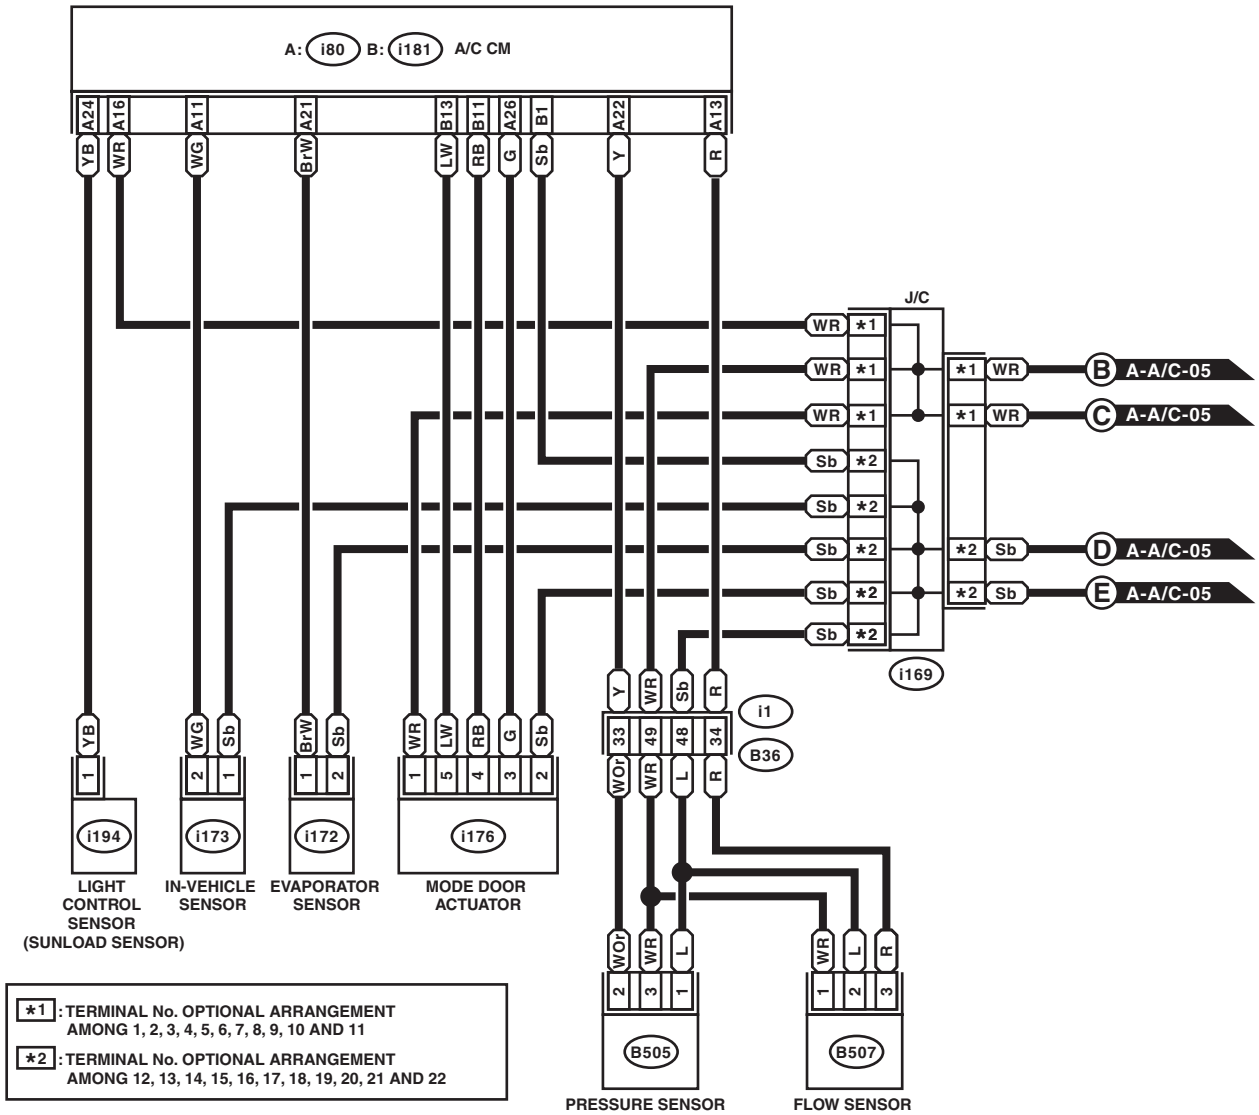 A: i80 B: i181 A/C CM
A24 A16 A11 A21 B13 B11 A26 B1 A22 A13
YB WR WG BrW LW RB G Sb Y R
J/C
WR *1
WR *1 *1 WR B A-A/C-05
WR *1 *1 WR C A-A/C-05
Sb *2
Sb *2
Sb *2 *2 Sb D A-A/C-05
Sb *2 *2 Sb E A-A/C-05
Sb *2
i169
Y WR Sb R
i1
33 49 48 34
B36
WOr WR L R
YB WG Sb BrW Sb WR LW RB G Sb
1 2 1 1 2 1 5 4 3 2
i194 i173 i172 i176
LIGHT
CONTROL
SENSOR
(SUNLOAD SENSOR)
IN-VEHICLE
SENSOR
EVAPORATOR
SENSOR
MODE DOOR
ACTUATOR
WOr WR L WR L R
2 3 1 1 2 3
B505 B507
PRESSURE SENSOR FLOW SENSOR
*1 : TERMINAL No. OPTIONAL ARRANGEMENT
AMONG 1, 2, 3, 4, 5, 6, 7, 8, 9, 10 AND 11
*2 : TERMINAL No. OPTIONAL ARRANGEMENT
AMONG 12, 13, 14, 15, 16, 17, 18, 19, 20, 21 AND 22